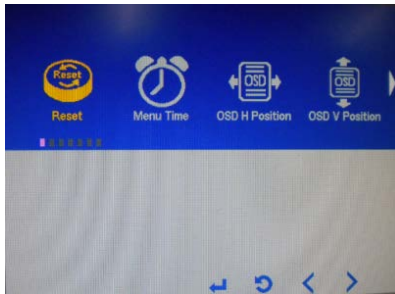 Reset
OSD
OSD
Reset
Menu Time
OSD H Position
OSD V Position